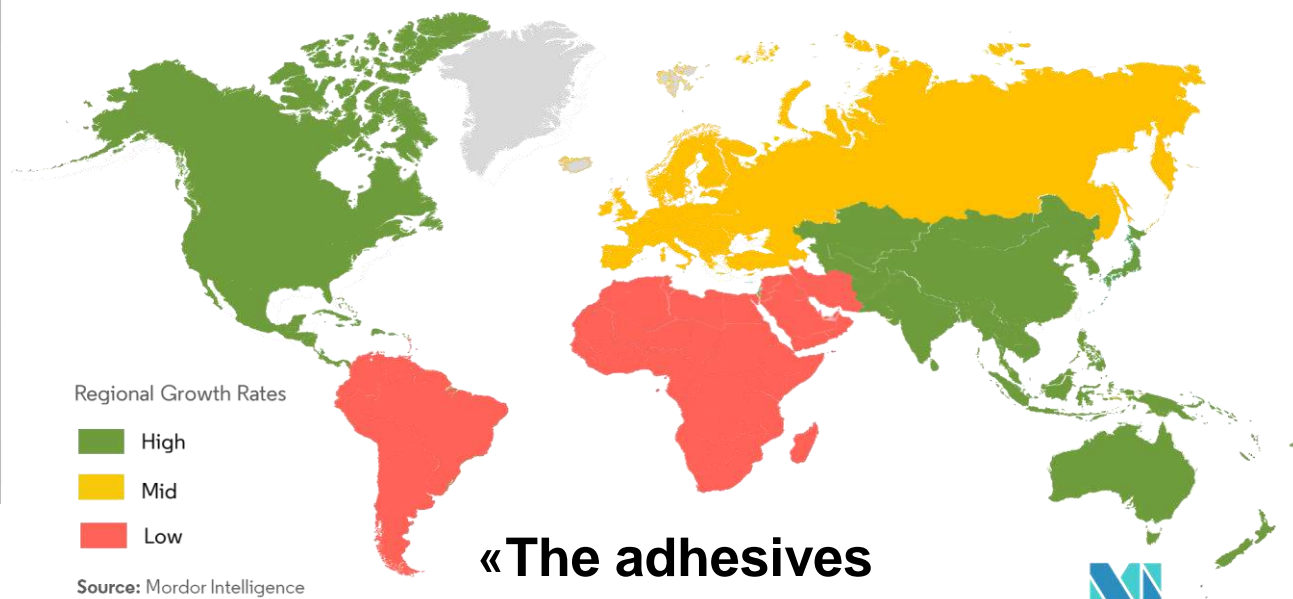 Regional Growth Rates
High
Mid
Low
«The adhesives
Source: Mordor Intelligence